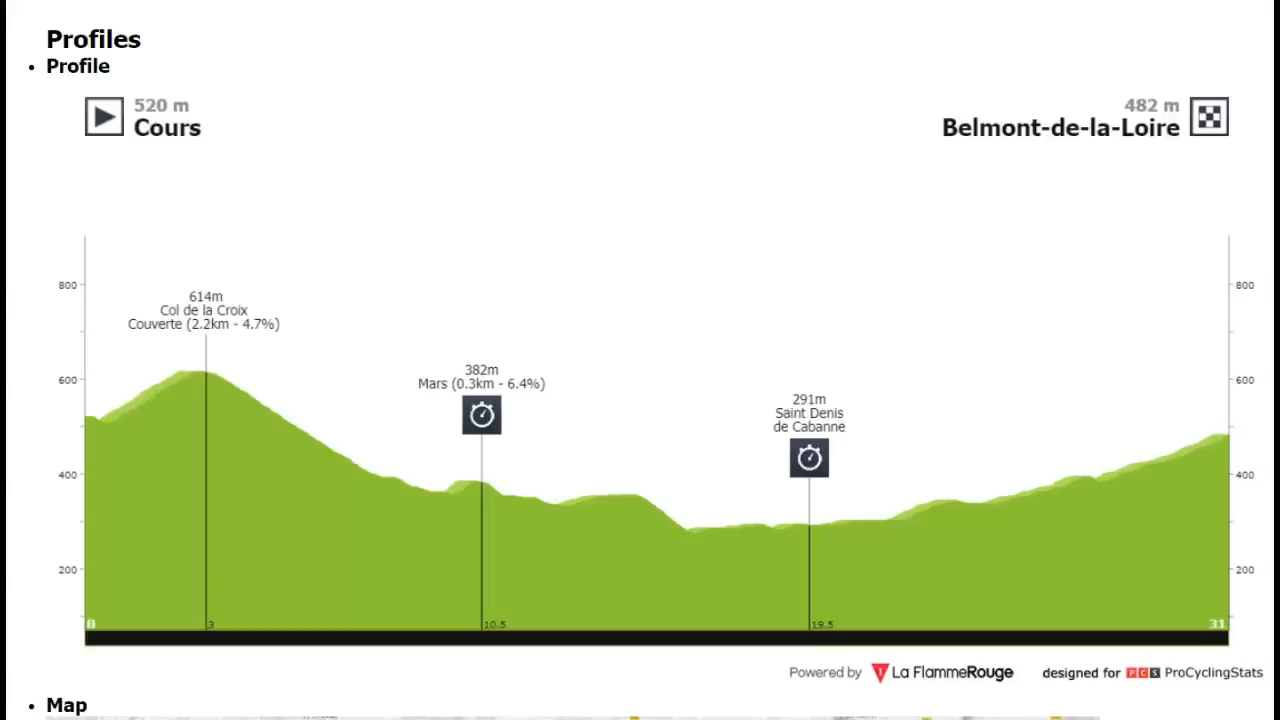 Profiles
• Profile
520 m
Cours
482 m
Belmont-de-la-Loire
800
800
614m
Col de la Croix
Couverte (2.2km - 4.7%)
600
600
382m
Mars (0.3km - 6.4%)
291m
Saint Denis
de Cabanne
400
400
200
200
0
3
10.5
19.5
31
Powered by La FlammeRouge designed for PCS ProCyclingStats
• Map